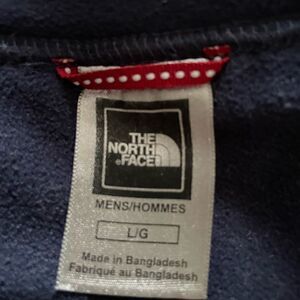 THE
NORTH
FACE
MENS/HOMMES
L/G
Made in Bangladesh
Fabriqué au Bangladesh